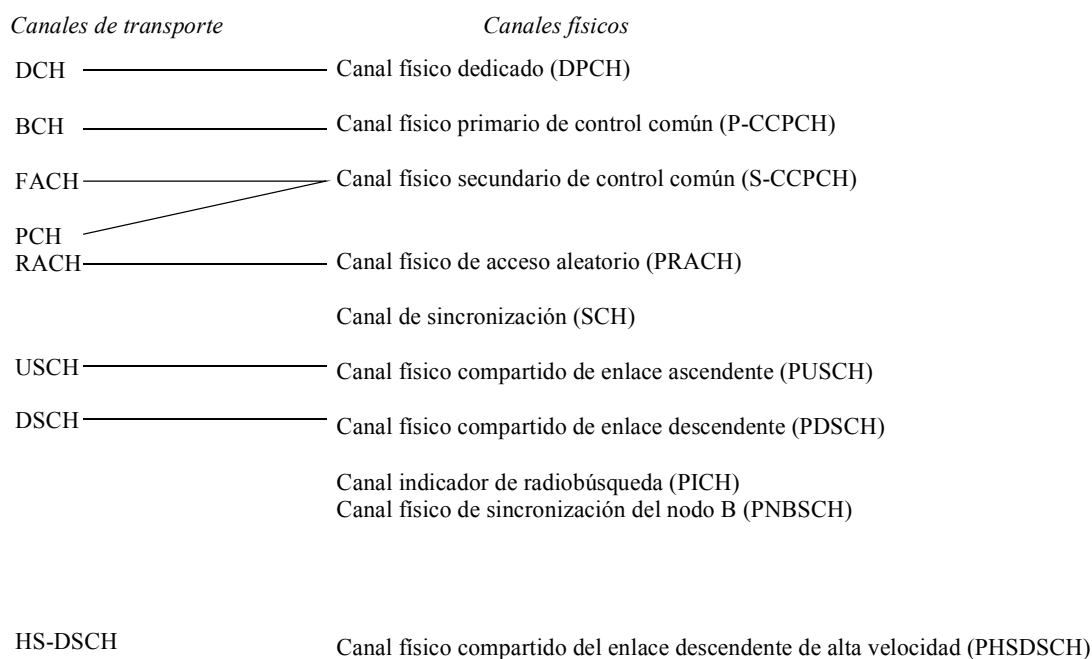 Canales de transporte Canales físicos
DCH Canal físico dedicado (DPCH)
BCH Canal físico primario de control común (P-CCPCH)
FACH Canal físico secundario de control común (S-CCPCH)
PCH
RACH Canal físico de acceso aleatorio (PRACH)
Canal de sincronización (SCH)
USCH Canal físico compartido de enlace ascendente (PUSCH)
DSCH Canal físico compartido de enlace descendente (PDSCH)
Canal indicador de radiobúsqueda (PICH)
Canal físico de sincronización del nodo B (PNBSCH)
HS-DSCH Canal físico compartido del enlace descendente de alta velocidad (PHSDSCH)